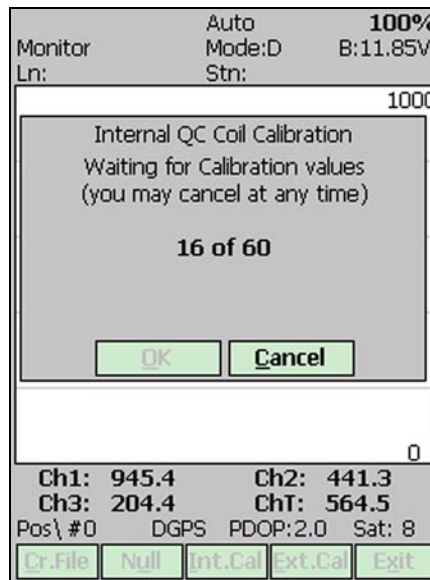 Auto 100%
Monitor Mode:D B:11.85V
Ln: Stn:
1000
Internal QC Coil Calibration
Waiting for Calibration values
(you may cancel at any time)
16 of 60
OK Cancel
0
Ch1: 945.4 Ch2: 441.3
Ch3: 204.4 ChT: 564.5
Pos\ #0 DGPS PDOP:2.0 Sat: 8
Cr.File Null Int.Cal Ext.Cal Exit